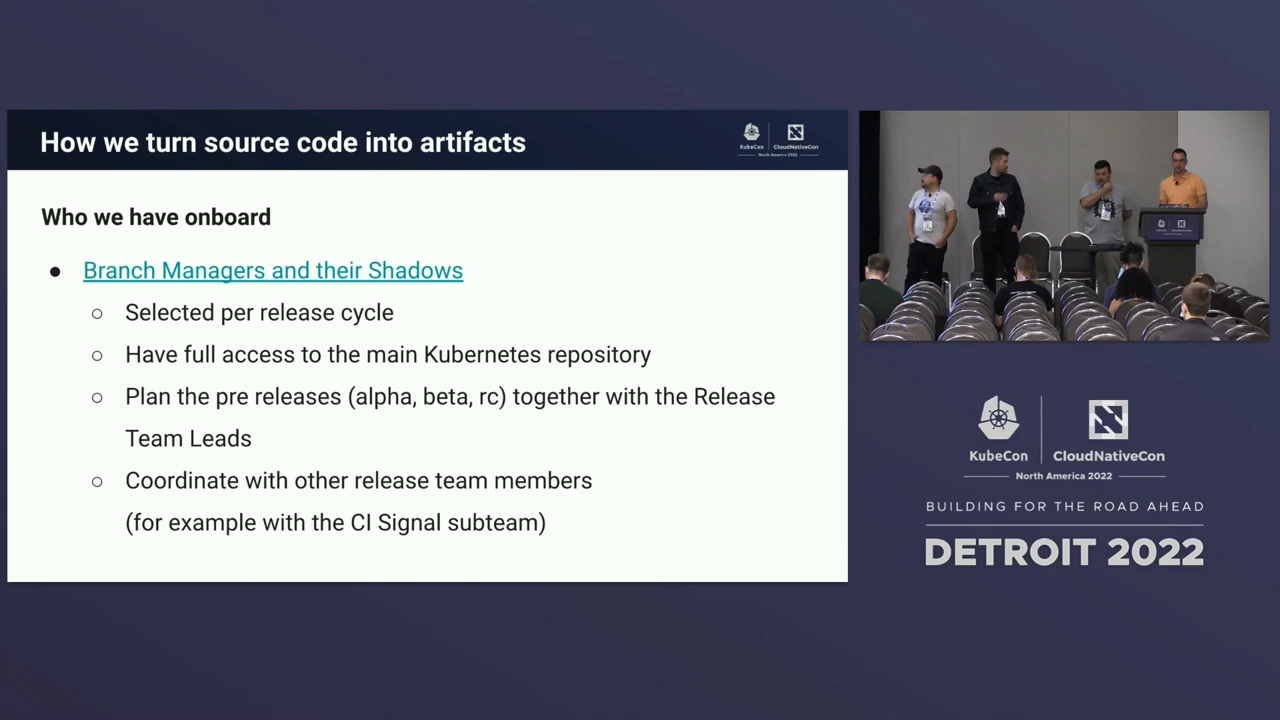 How we turn source code into artifacts
KubeCon
CloudNativeCon
North America 2022
Who we have onboard
Branch Managers and their Shadows
Selected per release cycle
Have full access to the main Kubernetes repository
Plan the pre releases (alpha, beta, rc) together with the Release
Team Leads
Coordinate with other release team members
(for example with the CI Signal subteam)
KubeCon
CloudNativeCon
North America 2022
BUILDING FOR THE ROAD AHEAD
DETROIT 2022